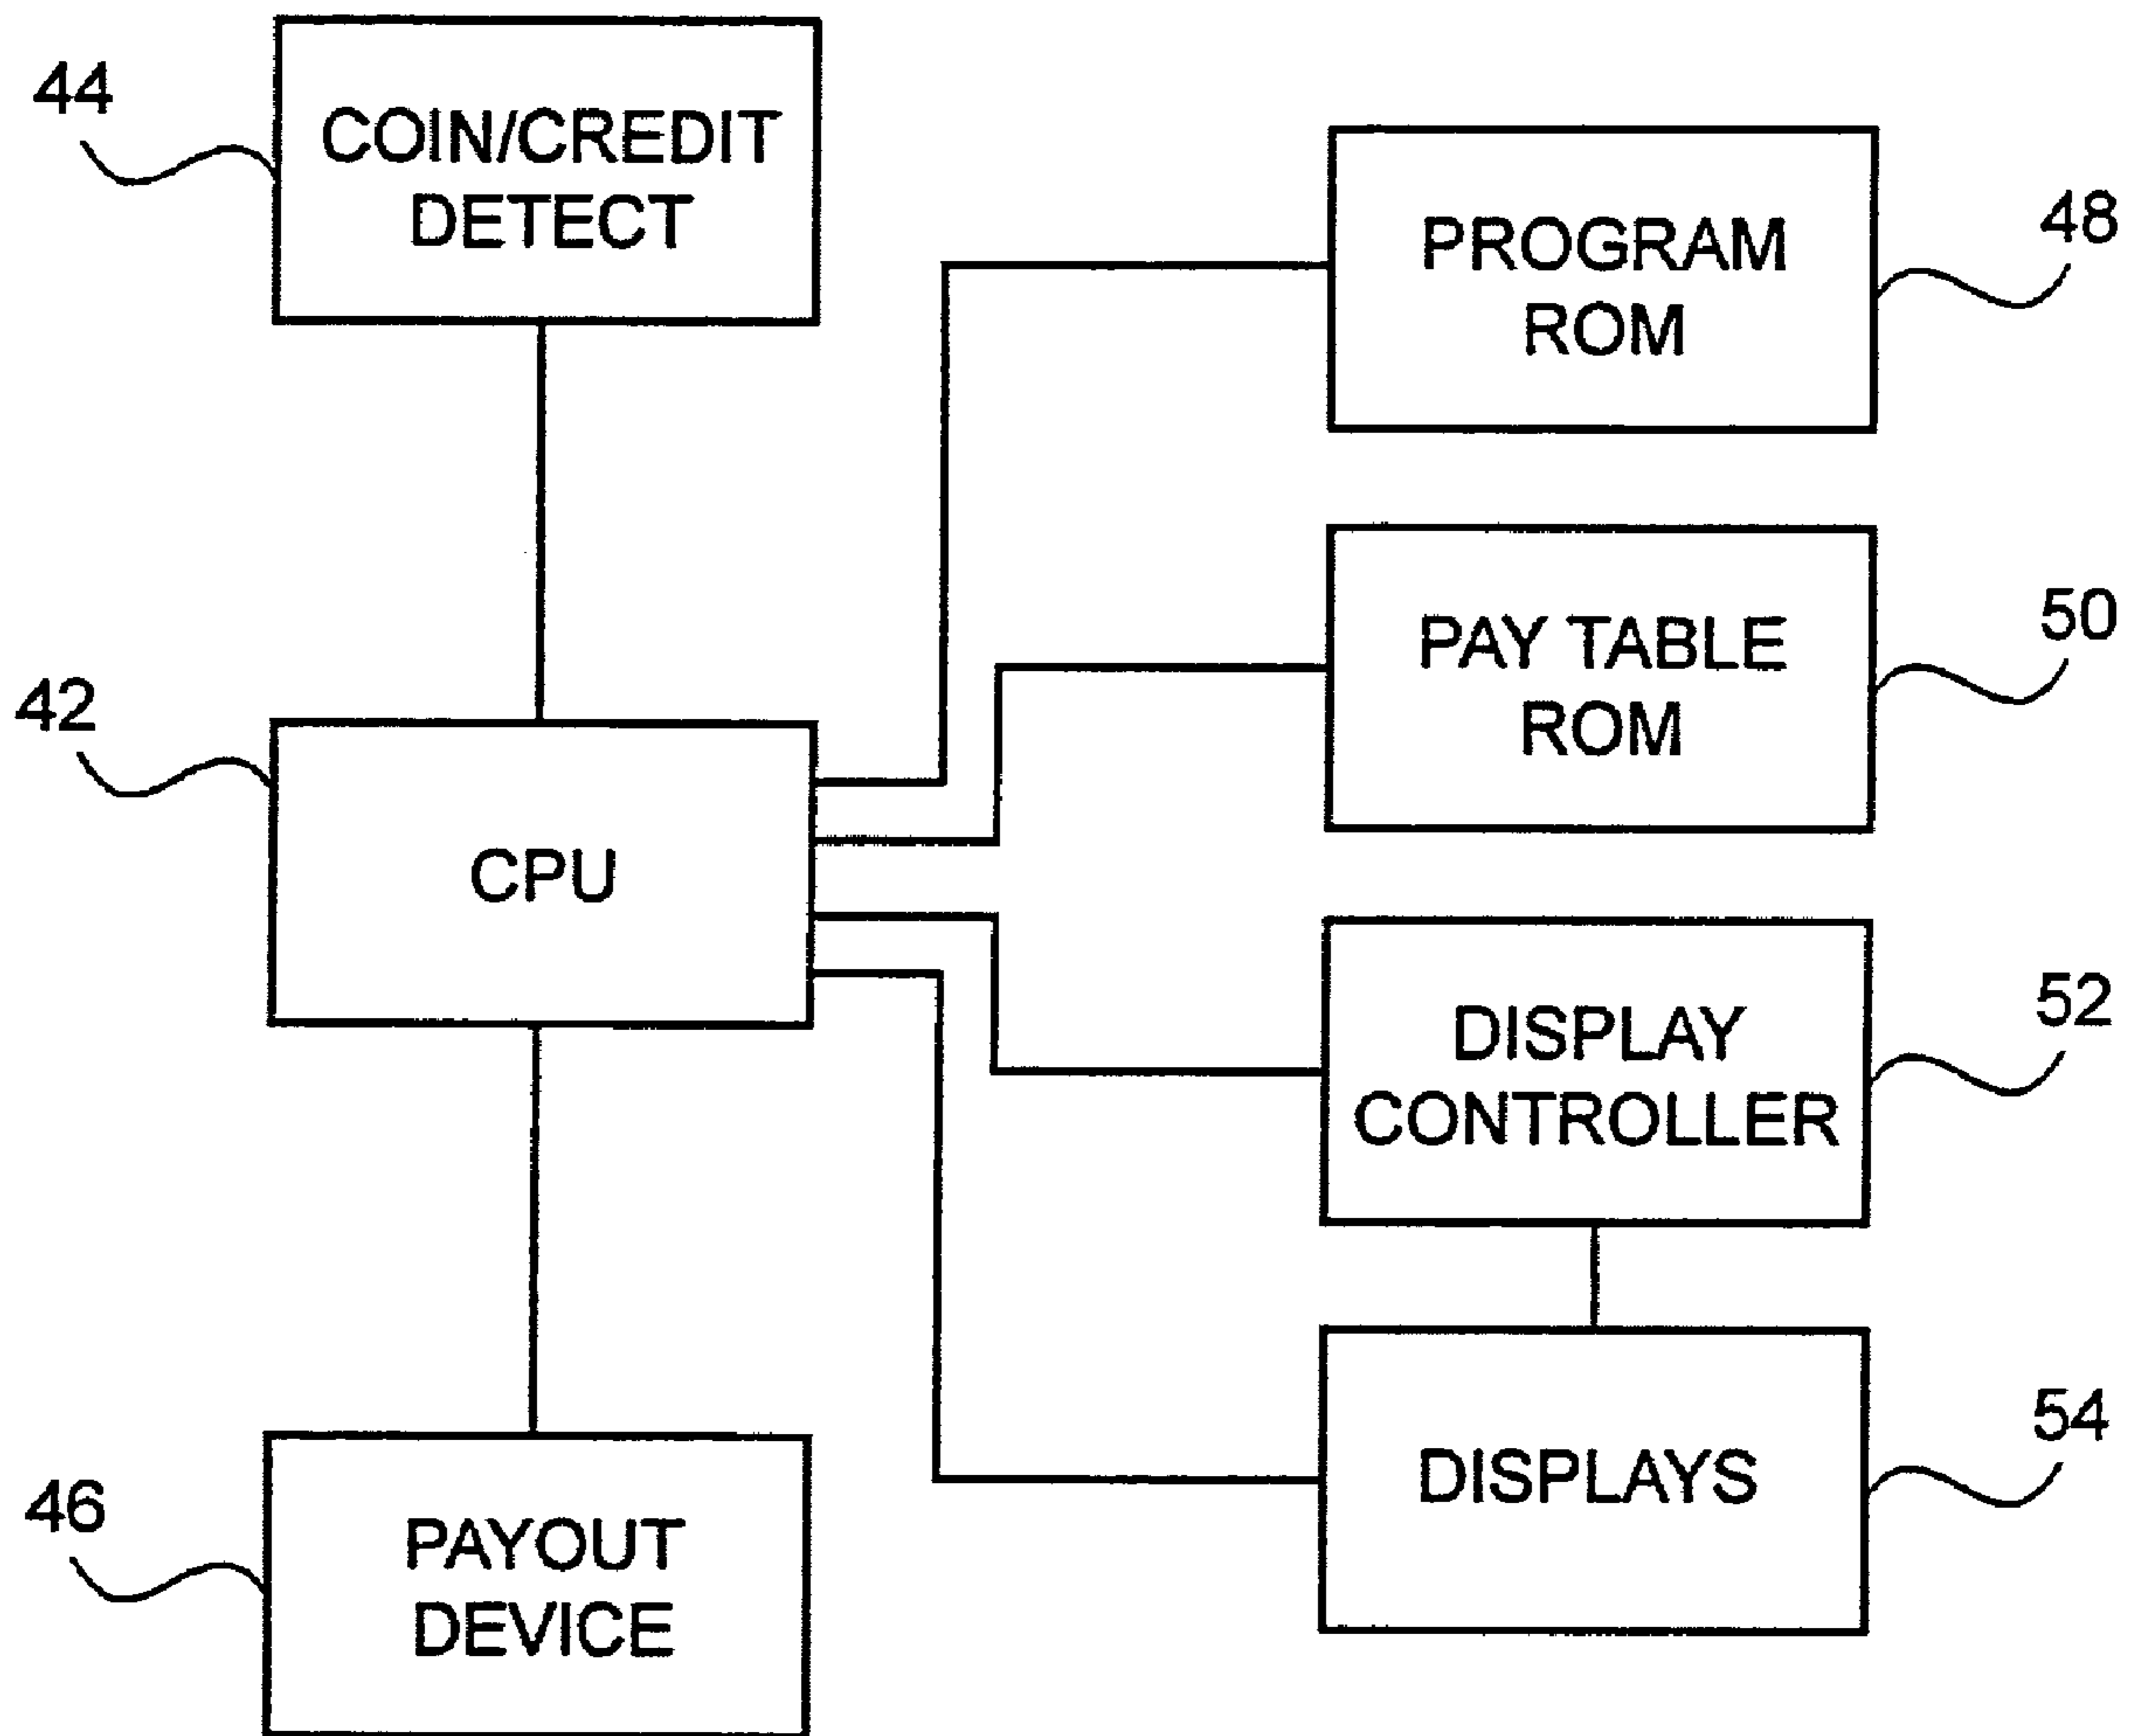 44
COIN/CREDIT
DETECT
PROGRAM
ROM
48
PAY TABLE
ROM
50
42
CPU
DISPLAY
CONTROLLER
52
DISPLAYS
54
46
PAYOUT
DEVICE